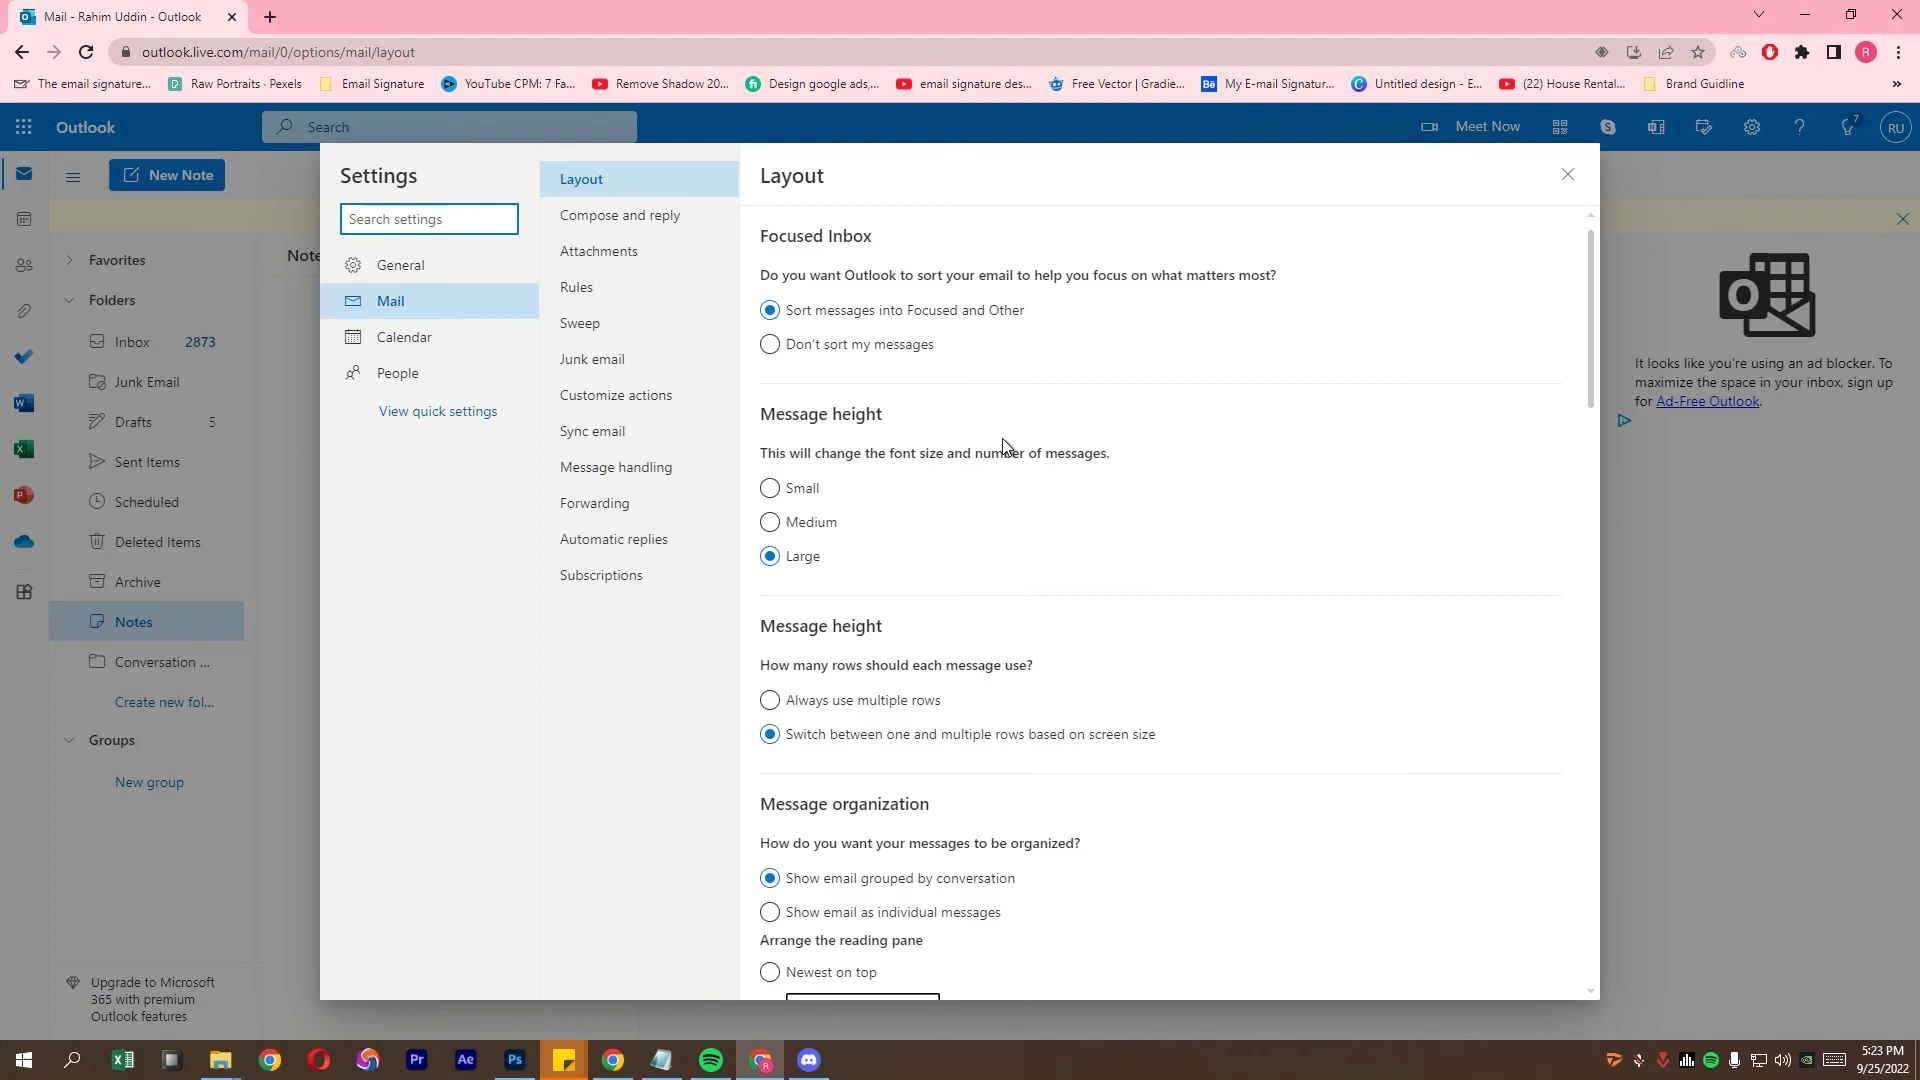 Mail - Rahim Uddin - Outlook
outlook.live.com/mail/0/options/mail/layout
The email signature...
Raw Portraits · Pexels
Email Signature
YouTube CPM: 7 Fa...
Remove Shadow 20...
Design google ads,...
email signature des...
Free Vector | Gradie...
My E-mail Signatur...
Untitled design - E...
(22) House Rental...
Brand Guidline
Outlook
Search
Meet Now
7
RU
New Note
Favorites
Folders
Inbox 2873
Junk Email
Drafts 5
Sent Items
Scheduled
Deleted Items
Archive
Notes
Conversation ...
Create new fol...
Groups
New group
Upgrade to Microsoft
365 with premium
Outlook features
Note
Settings
Search settings
General
Mail
Calendar
People
View quick settings
Layout
Compose and reply
Attachments
Rules
Sweep
Junk email
Customize actions
Sync email
Message handling
Forwarding
Automatic replies
Subscriptions
Layout
Focused Inbox
Do you want Outlook to sort your email to help you focus on what matters most?
Sort messages into Focused and Other
Don't sort my messages
Message height
This will change the font size and number of messages.
Small
Medium
Large
Message height
How many rows should each message use?
Always use multiple rows
Switch between one and multiple rows based on screen size
Message organization
How do you want your messages to be organized?
Show email grouped by conversation
Show email as individual messages
Arrange the reading pane
Newest on top
It looks like you're using an ad blocker. To
maximize the space in your inbox, sign up
for Ad-Free Outlook.
5:23 PM
9/25/2022